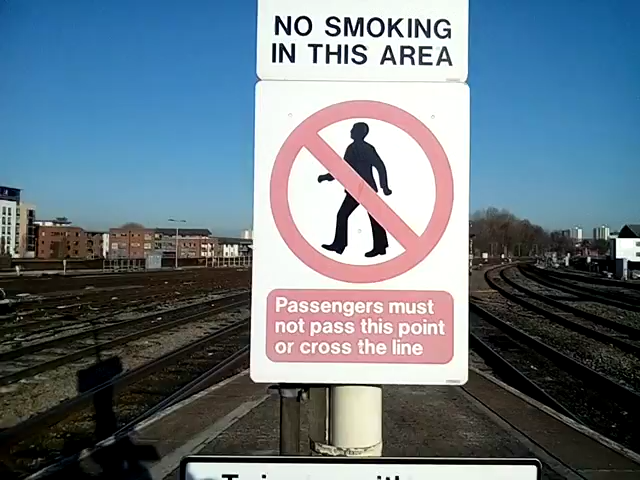 NO SMOKING
IN THIS AREA
Passengers must
not pass this point
or cross the line